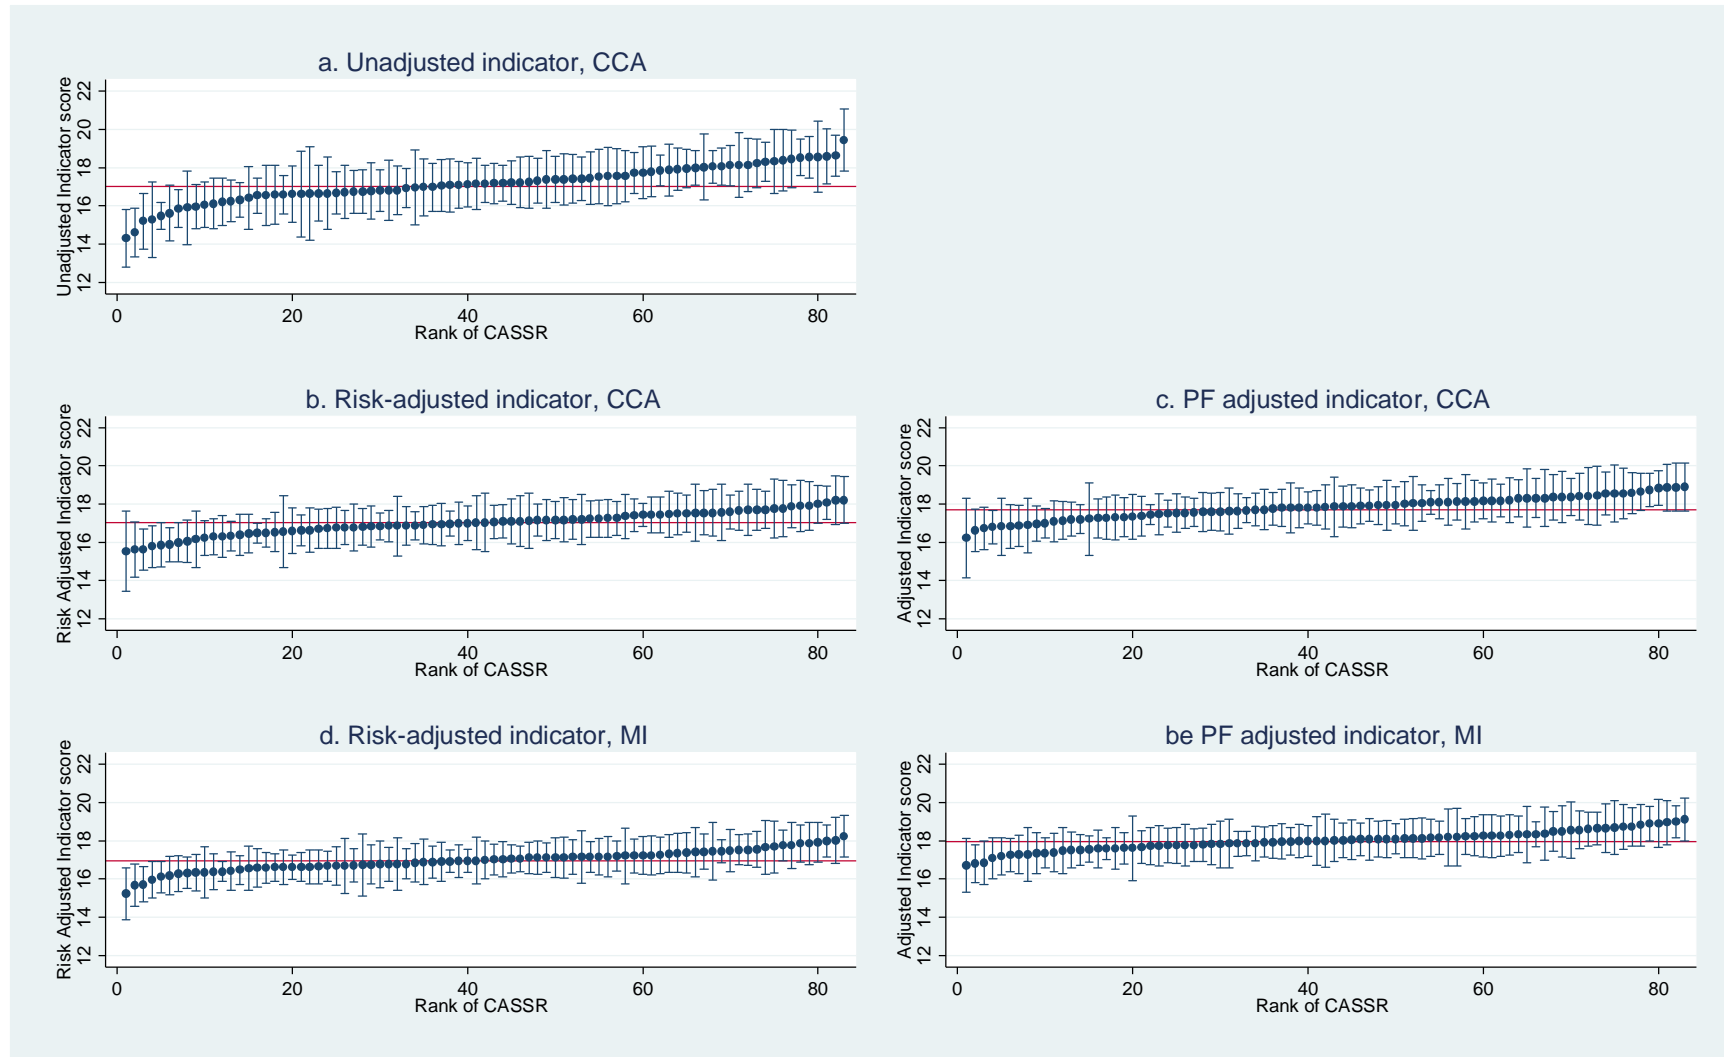 a. Unadjusted indicator, CCA
Unadjusted Indicator score
22
20
18
16
14
12
0 20 40 60 80
Rank of CASSR
b. Risk-adjusted indicator, CCA
Risk Adjusted Indicator score
22
20
18
16
14
12
0 20 40 60 80
Rank of CASSR
c. PF adjusted indicator, CCA
Adjusted Indicator score
22
20
18
16
14
12
0 20 40 60 80
Rank of CASSR
d. Risk-adjusted indicator, MI
Risk Adjusted Indicator score
22
20
18
16
14
12
0 20 40 60 80
Rank of CASSR
be PF adjusted indicator, MI
Adjusted Indicator score
22
20
18
16
14
12
0 20 40 60 80
Rank of CASSR